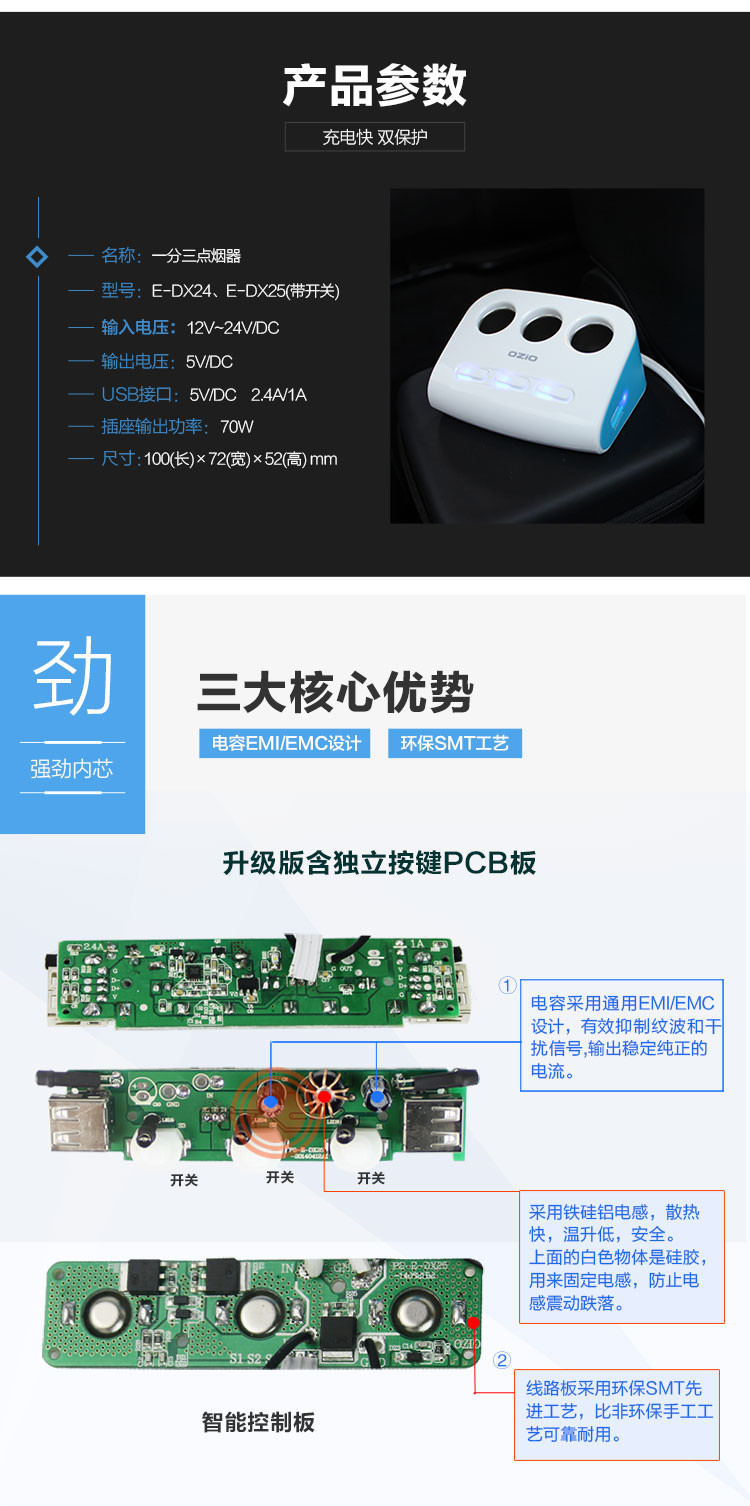 产品参数
充电快 双保护
名称：一分三点烟器
型号：E-DX24、E-DX25(带开关)
输入电压：12V~24V/DC
输出电压：5V/DC
USB接口：5V/DC 2.4A/1A
插座输出功率：70W
尺寸:100(长)×72(宽)×52(高) mm
OZIO
劲
强劲内芯
三大核心优势
电容EMI/EMC设计
环保SMT工艺
升级版含独立按键PCB板
2.4A
1A
G
D-
D+
V
G OUT
V
D-
D+
G
①
电容采用通用EMI/EMC
设计，有效抑制纹波和干
扰信号,输出稳定纯正的
电流。
GND
IN
S3
开关
开关
开关
采用铁硅铝电感，散热
快，温升低，安全。
上面的白色物体是硅胶，
用来固定电感，防止电
感震动跌落。
IN
PE-E-DX25
S1 S2
OZIO
②
线路板采用环保SMT先
进工艺，比非环保手工工
艺可靠耐用。
智能控制板